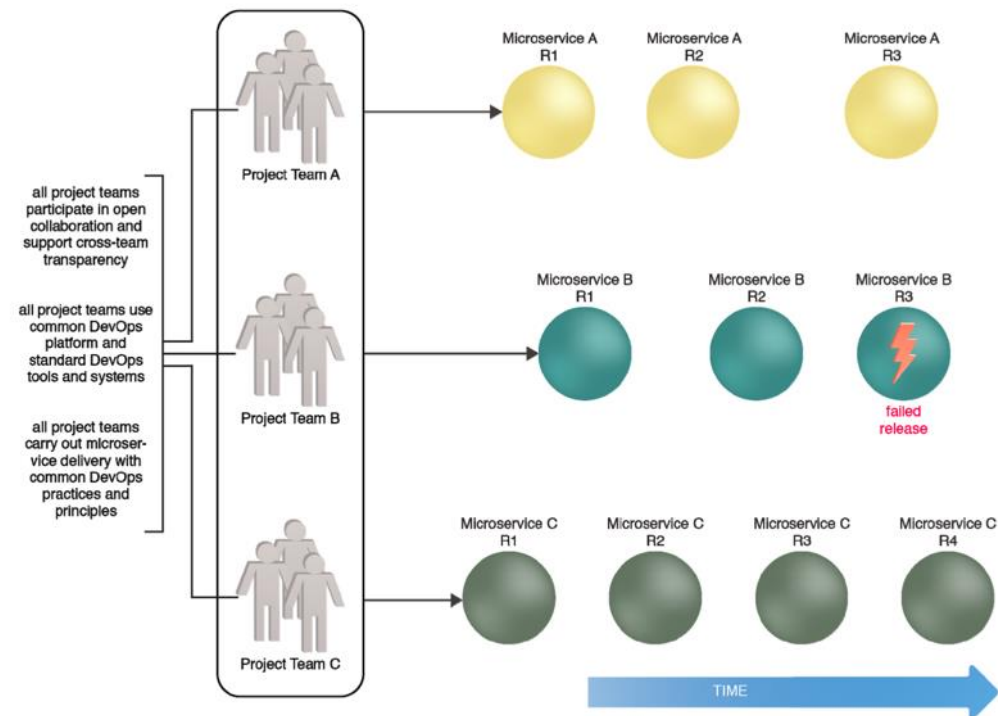 Microservice A
R1
Microservice A
R2
Microservice A
R3
Project Team A
all project teams
participate in open
collaboration and
support cross-team
transparency
all project teams use
common DevOps
platform and
standard DevOps
tools and systems
all project teams
carry out microser-
vice delivery with
common DevOps
practices and
principles
Microservice B
R1
Microservice B
R2
Microservice B
R3
failed
release
Project Team B
Microservice C
R1
Microservice C
R2
Microservice C
R3
Microservice C
R4
Project Team C
TIME